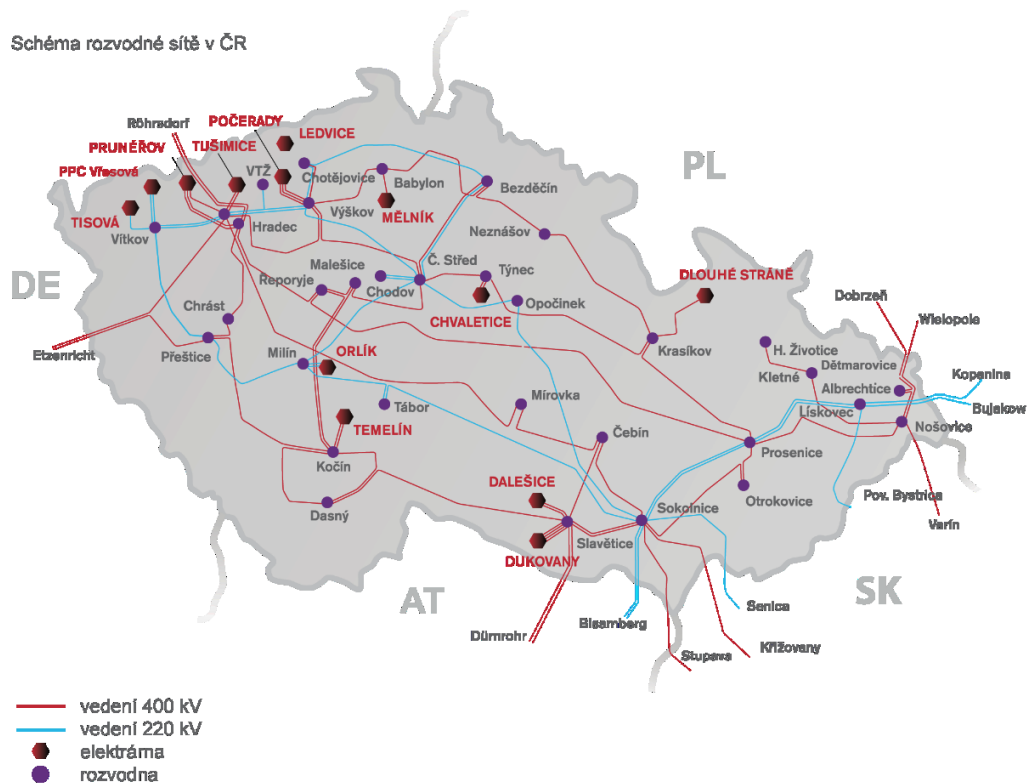 Schéma rozvodné sítě v ČR
Röhrsdorf
POČERADY
LEDVICE
PRUNÉŘOV
TUŠIMICE
PL
PPC Vřesová
VTŽ
Chotějovice
Babylon
Bezděčín
TISOVÁ
Výškov
MĚLNÍK
Vítkov
Hradec
Neznášov
DE
Malešice
Č. Střed
Týnec
DLOUHÉ STRÁNĚ
Řeporyje
Chodov
Opočinek
Dobrzeń
Chrást
CHVALETICE
Wielopole
Etzenricht
Přeštice
Milín
ORLÍK
Krasíkov
H. Životice
Dětmarovice
Kletné
Albrechtice
Kopanina
Tábor
Mírovka
Lískovec
Bujakow
TEMELÍN
Čebín
Nošovice
Kočín
Prosenice
DALEŠICE
Otrokovice
Pov. Bystrica
Dasný
Sokolnice
Varín
Slavětice
DUKOVANY
AT
SK
Senica
Bisamberg
Dürnrohr
Křižovany
Stupava
vedení 400 kV
vedení 220 kV
elektrárna
rozvodna